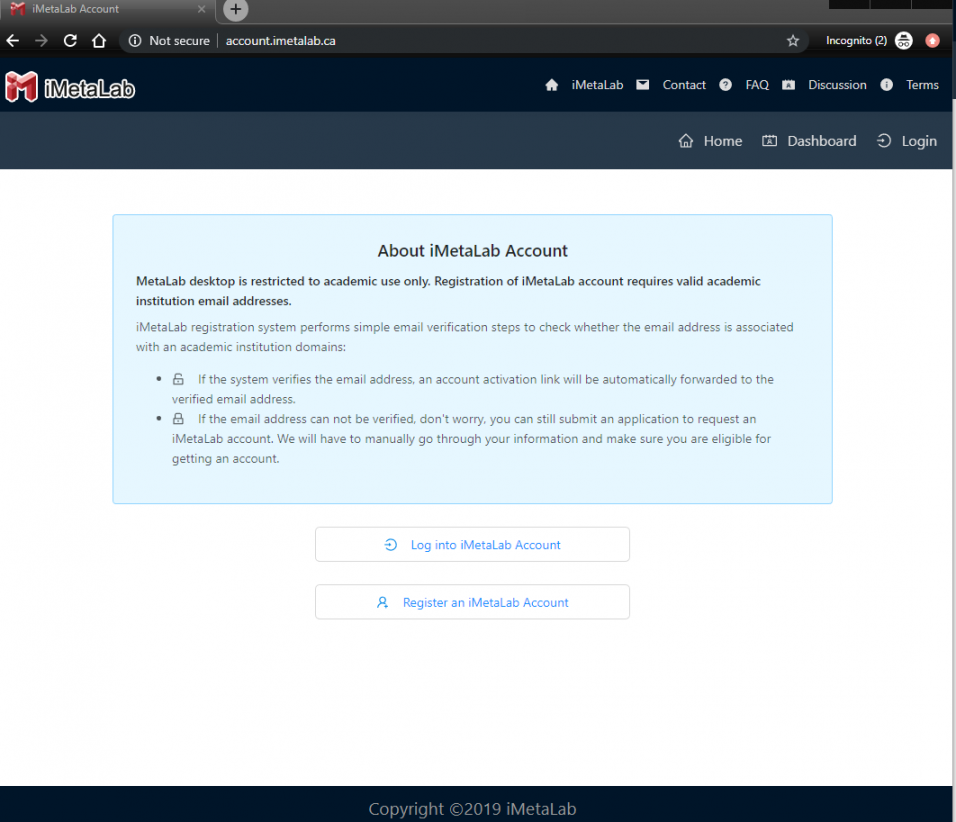 iMetaLab Account
Not secure account.imetalab.ca Incognito (2)
iMetaLab iMetaLab Contact FAQ Discussion Terms
Home Dashboard Login
About iMetaLab Account
MetaLab desktop is restricted to academic use only. Registration of iMetaLab account requires valid academic
institution email addresses.
iMetaLab registration system performs simple email verification steps to check whether the email address is associated
with an academic institution domains:
• If the system verifies the email address, an account activation link will be automatically forwarded to the
verified email address.
• If the email address can not be verified, don't worry, you can still submit an application to request an
iMetaLab account. We will have to manually go through your information and make sure you are eligible for
getting an account.
Log into iMetaLab Account
Register an iMetaLab Account
Copyright ©2019 iMetaLab